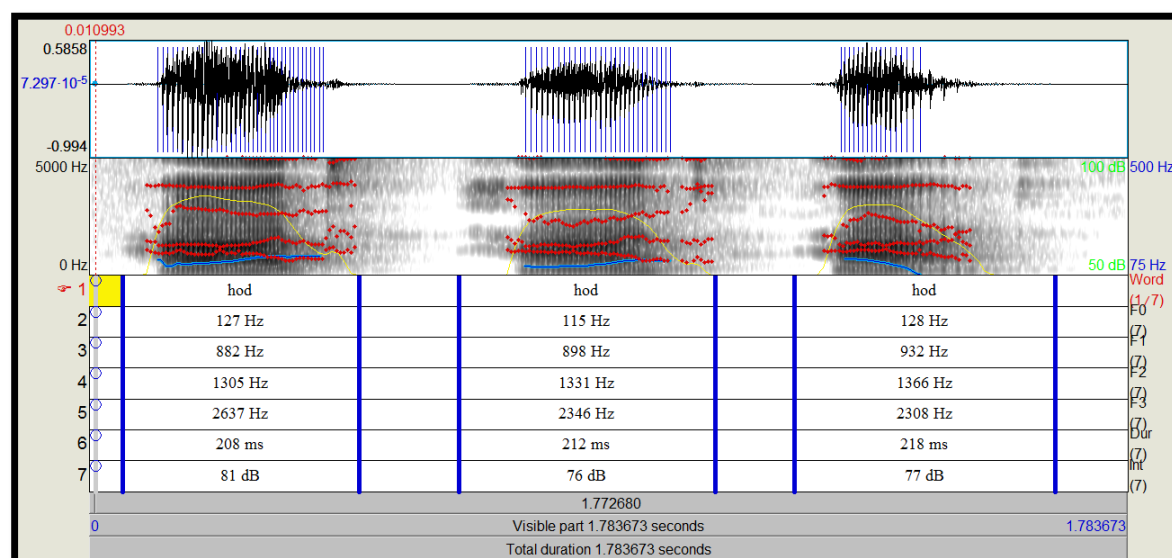 0.010993
0.5858
7.297·10⁻⁵
-0.994
5000 Hz 100 dB 500 Hz
0 Hz 50 dB 75 Hz
☞ 1 hod hod hod Word (1/7)
2 127 Hz 115 Hz 128 Hz F0 (7)
3 882 Hz 898 Hz 932 Hz F1 (7)
4 1305 Hz 1331 Hz 1366 Hz F2 (7)
5 2637 Hz 2346 Hz 2308 Hz F3 (7)
6 208 ms 212 ms 218 ms Dur (7)
7 81 dB 76 dB 77 dB Int (7)
1.772680
0 Visible part 1.783673 seconds 1.783673
Total duration 1.783673 seconds